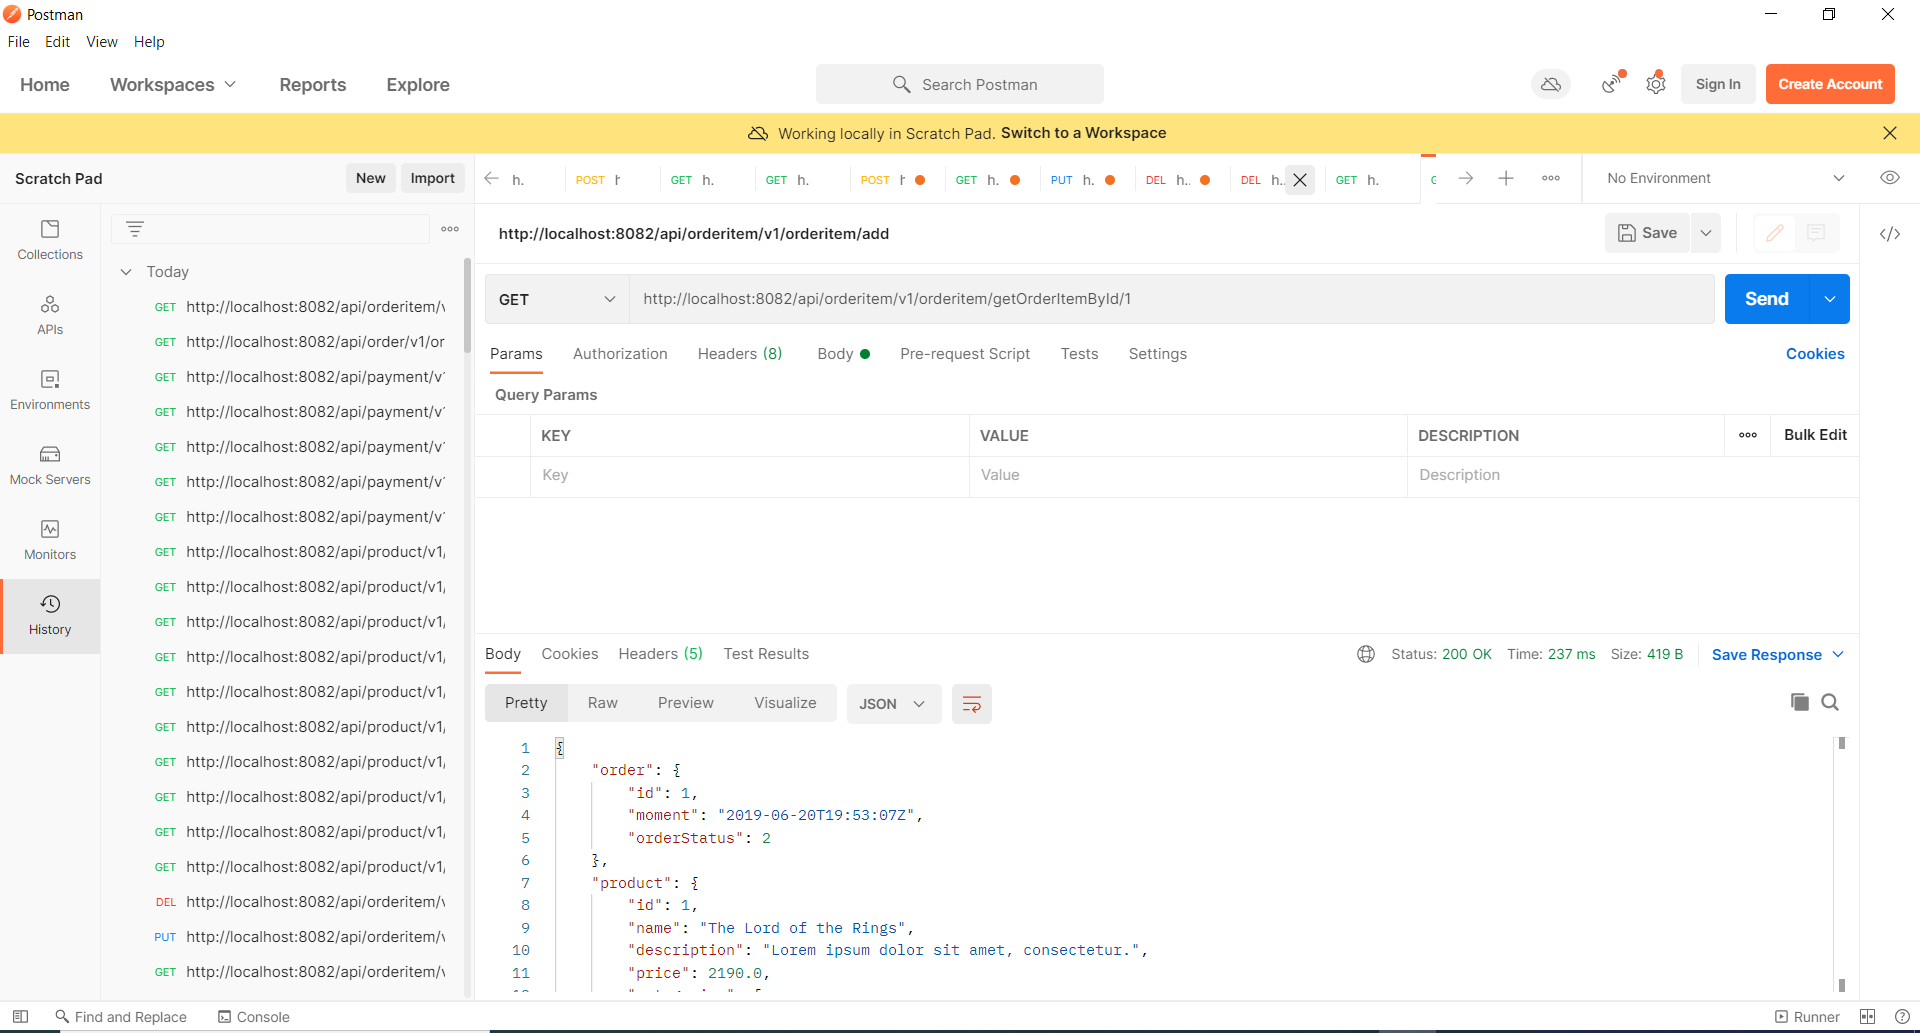 Postman
File Edit View Help
Home Workspaces Reports Explore Search Postman Sign In Create Account
Working locally in Scratch Pad. Switch to a Workspace
Scratch Pad New Import h. POST h GET h. GET h. POST h GET h. PUT h. DEL h.. DEL h.. GET h. G No Environment
http://localhost:8082/api/orderitem/v1/orderitem/add Save
Collections
APIs
Environments
Mock Servers
Monitors
History
Today
GET http://localhost:8082/api/orderitem/v
GET http://localhost:8082/api/order/v1/or
GET http://localhost:8082/api/payment/v1
GET http://localhost:8082/api/payment/v1
GET http://localhost:8082/api/payment/v1
GET http://localhost:8082/api/payment/v1
GET http://localhost:8082/api/payment/v1
GET http://localhost:8082/api/product/v1/
GET http://localhost:8082/api/product/v1/
GET http://localhost:8082/api/product/v1/
GET http://localhost:8082/api/product/v1/
GET http://localhost:8082/api/product/v1/
GET http://localhost:8082/api/product/v1/
GET http://localhost:8082/api/product/v1/
GET http://localhost:8082/api/product/v1/
GET http://localhost:8082/api/product/v1/
GET http://localhost:8082/api/product/v1/
DEL http://localhost:8082/api/orderitem/v
PUT http://localhost:8082/api/orderitem/v
GET http://localhost:8082/api/orderitem/v
GET http://localhost:8082/api/orderitem/v1/orderitem/getOrderItemById/1 Send
Params Authorization Headers (8) Body Pre-request Script Tests Settings Cookies
Query Params
KEY VALUE DESCRIPTION Bulk Edit
Key Value Description
Body Cookies Headers (5) Test Results Status: 200 OK Time: 237 ms Size: 419 B Save Response
Pretty Raw Preview Visualize JSON
1 {
2 "order": {
3 "id": 1,
4 "moment": "2019-06-20T19:53:07Z",
5 "orderStatus": 2
6 },
7 "product": {
8 "id": 1,
9 "name": "The Lord of the Rings",
10 "description": "Lorem ipsum dolor sit amet, consectetur.",
11 "price": 2190.0,
Find and Replace Console Runner